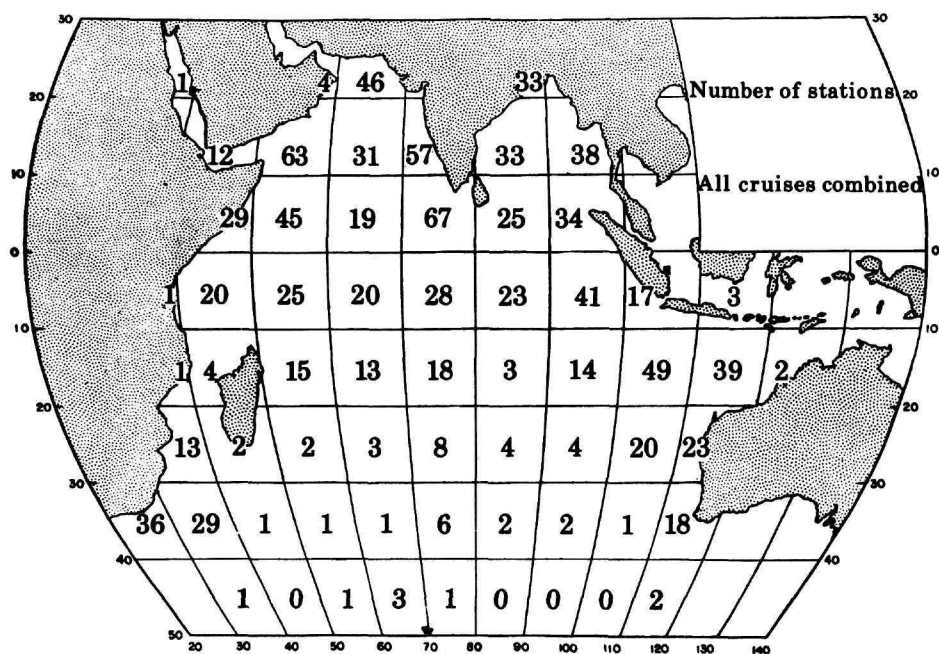 30 30
1 4 46 33 Number of stations
20 20
12 63 31 57 33 38
10 All cruises combined 10
29 45 19 67 25 34
0 0
1 20 25 20 28 23 41 17 3
10 10
1 4 15 13 18 3 14 49 39 2
20 20
13 2 2 3 8 4 4 20 23
30 30
36 29 1 1 1 6 2 2 1 18
40 40
1 0 1 3 1 0 0 0 2
50 20 30 40 50 60 70 80 90 100 110 120 130 140